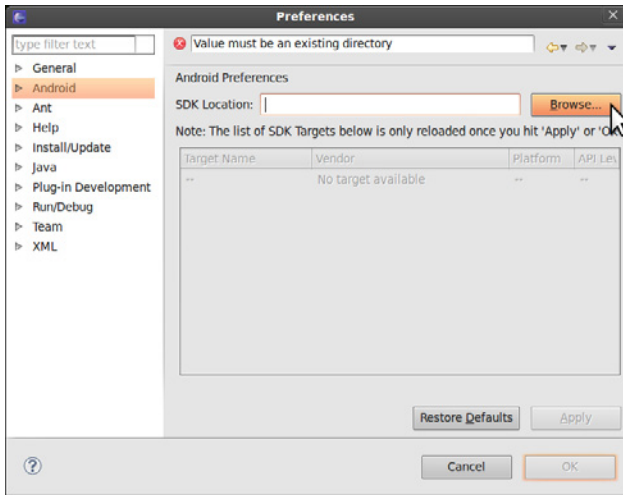 Preferences
type filter text
Value must be an existing directory
General
Android
Ant
Help
Install/Update
Java
Plug-in Development
Run/Debug
Team
XML
Android Preferences
SDK Location:
Browse...
Note: The list of SDK Targets below is only reloaded once you hit 'Apply' or 'OK
Target Name Vendor Platform API Lev
-- No target available -- --
Restore Defaults Apply
Cancel OK